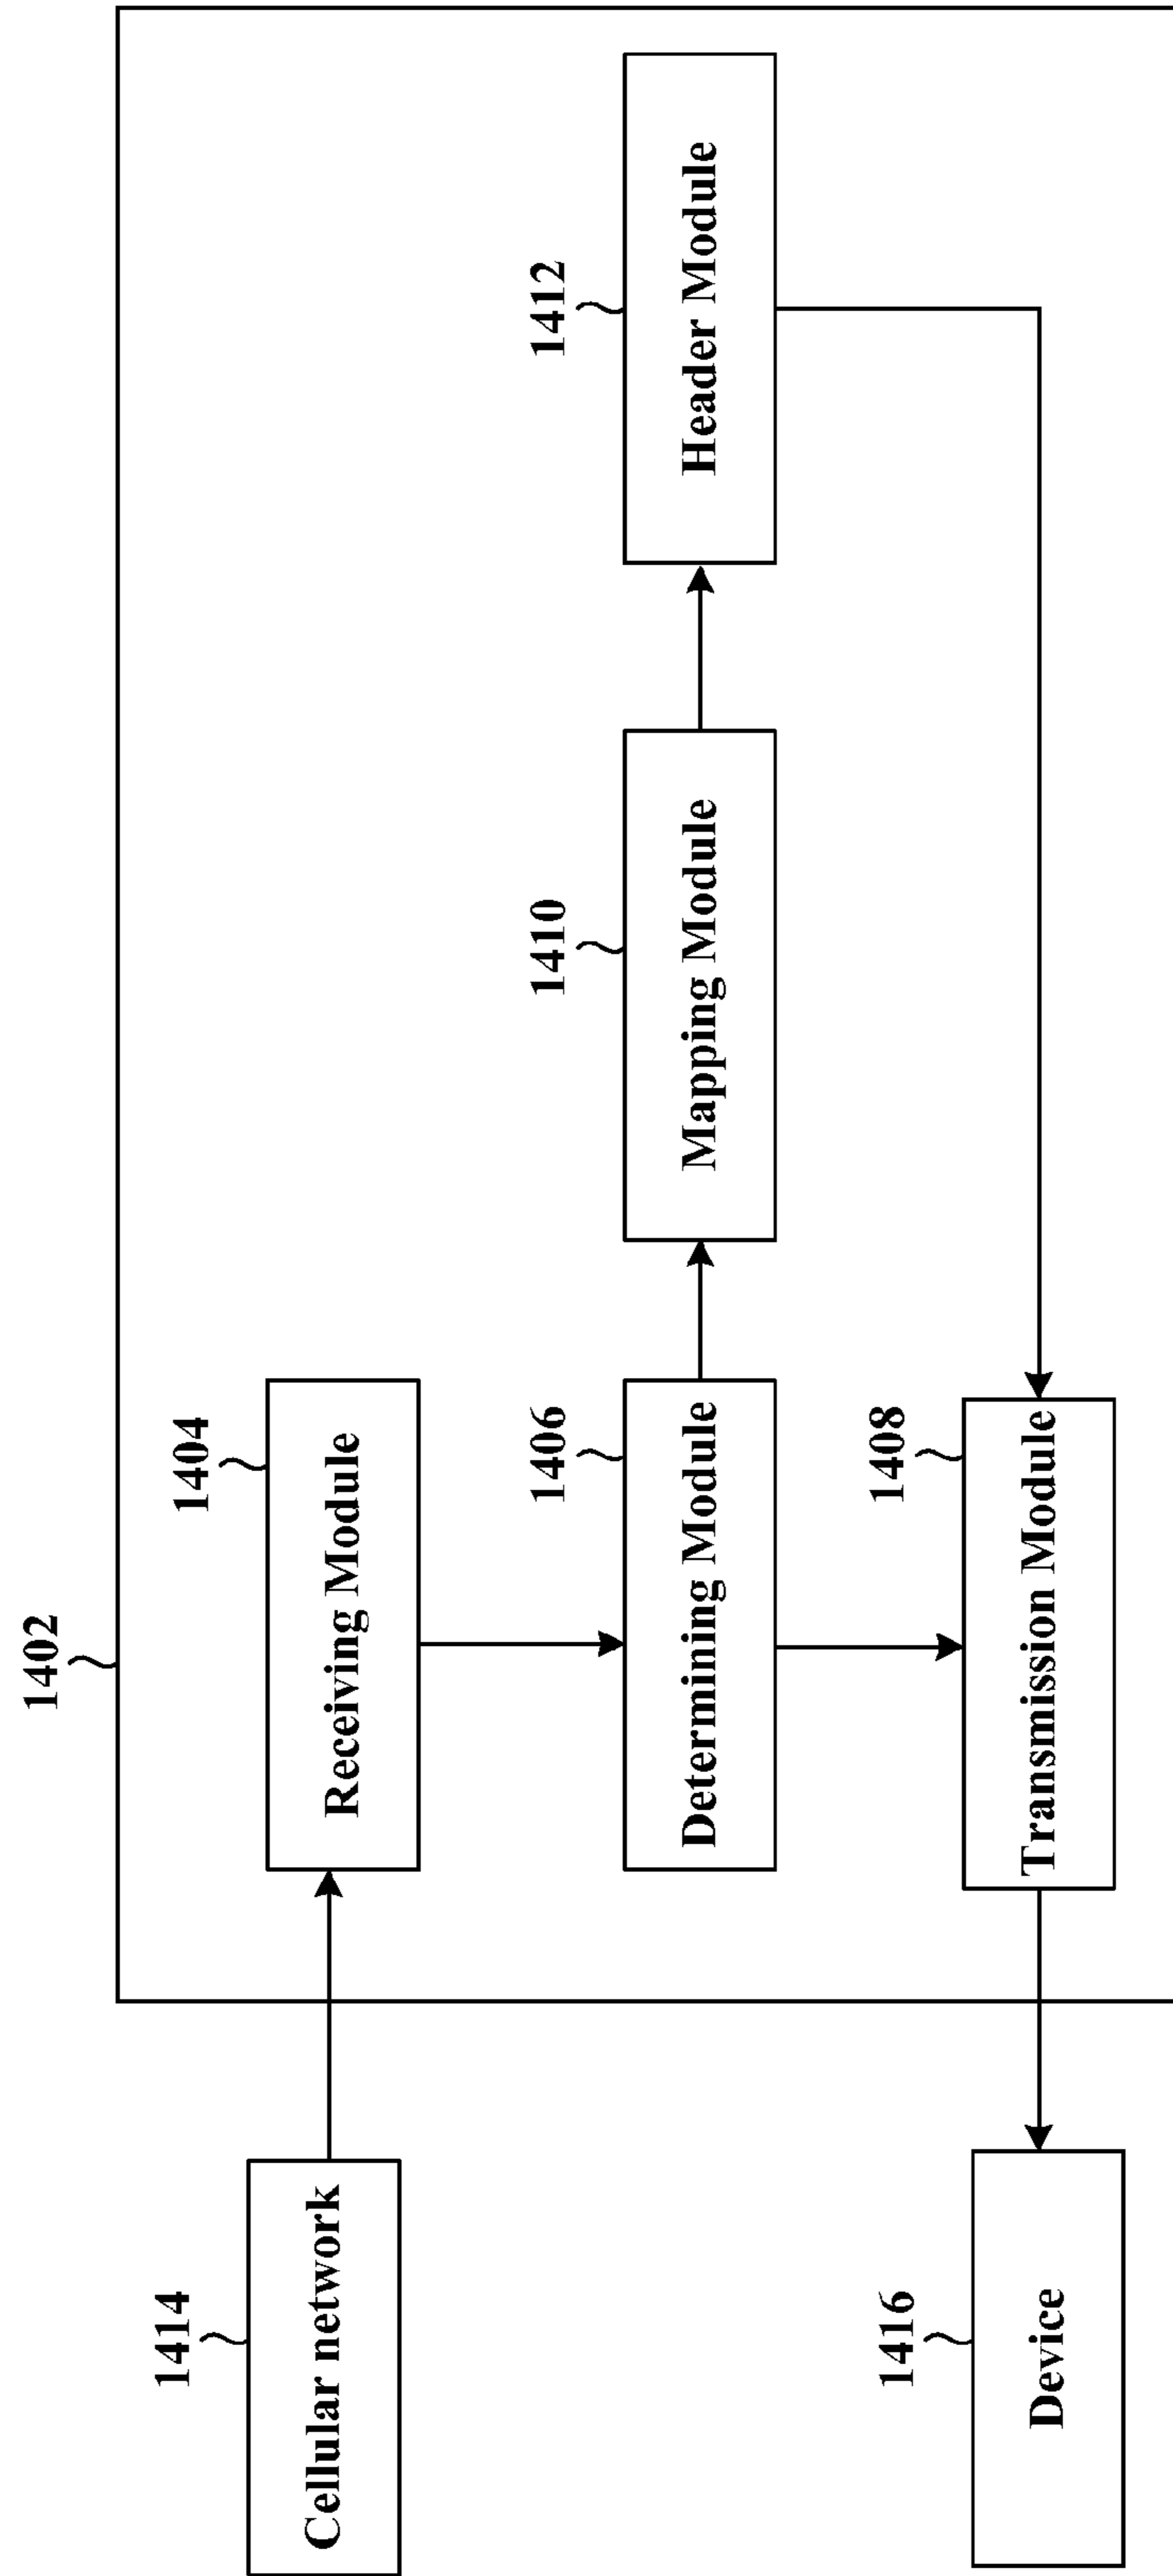 1402
1414
Cellular network
1404
Receiving Module
1406
Determining Module
1410
Mapping Module
1412
Header Module
1416
Device
1408
Transmission Module